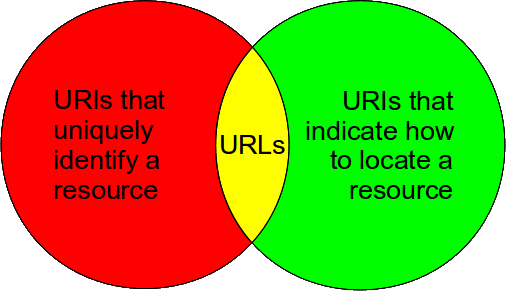 URIs that
uniquely
identify a
resource
URLs
URIs that
indicate how
to locate a
resource